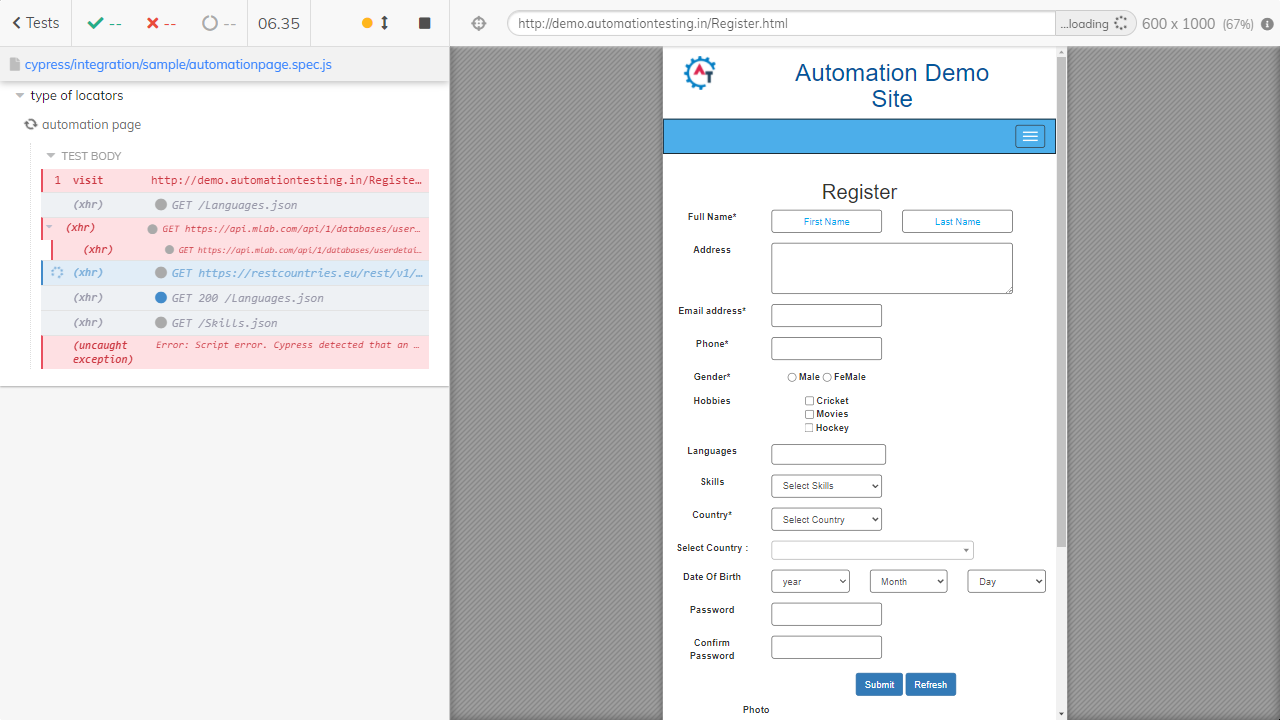 Tests
--
--
--
06.35
http://demo.automationtesting.in/Register.html
...loading
600 x 1000 (67%)
cypress/integration/sample/automationpage.spec.js
type of locators
automation page
TEST BODY
1 visit http://demo.automationtesting.in/Registe...
(xhr) GET /Languages.json
(xhr) GET https://api.mlab.com/api/1/databases/user...
(xhr) GET https://api.mlab.com/api/1/databases/userdetai...
(xhr) GET https://restcountries.eu/rest/v1/...
(xhr) GET 200 /Languages.json
(xhr) GET /Skills.json
(uncaught exception) Error: Script error. Cypress detected that an ...
AT
Automation Demo
Site
Register
Full Name* First Name Last Name
Address
Email address*
Phone*
Gender* Male FeMale
Hobbies Cricket
Movies
Hockey
Languages
Skills Select Skills
Country* Select Country
Select Country :
Date Of Birth year Month Day
Password
Confirm
Password
Submit Refresh
Photo